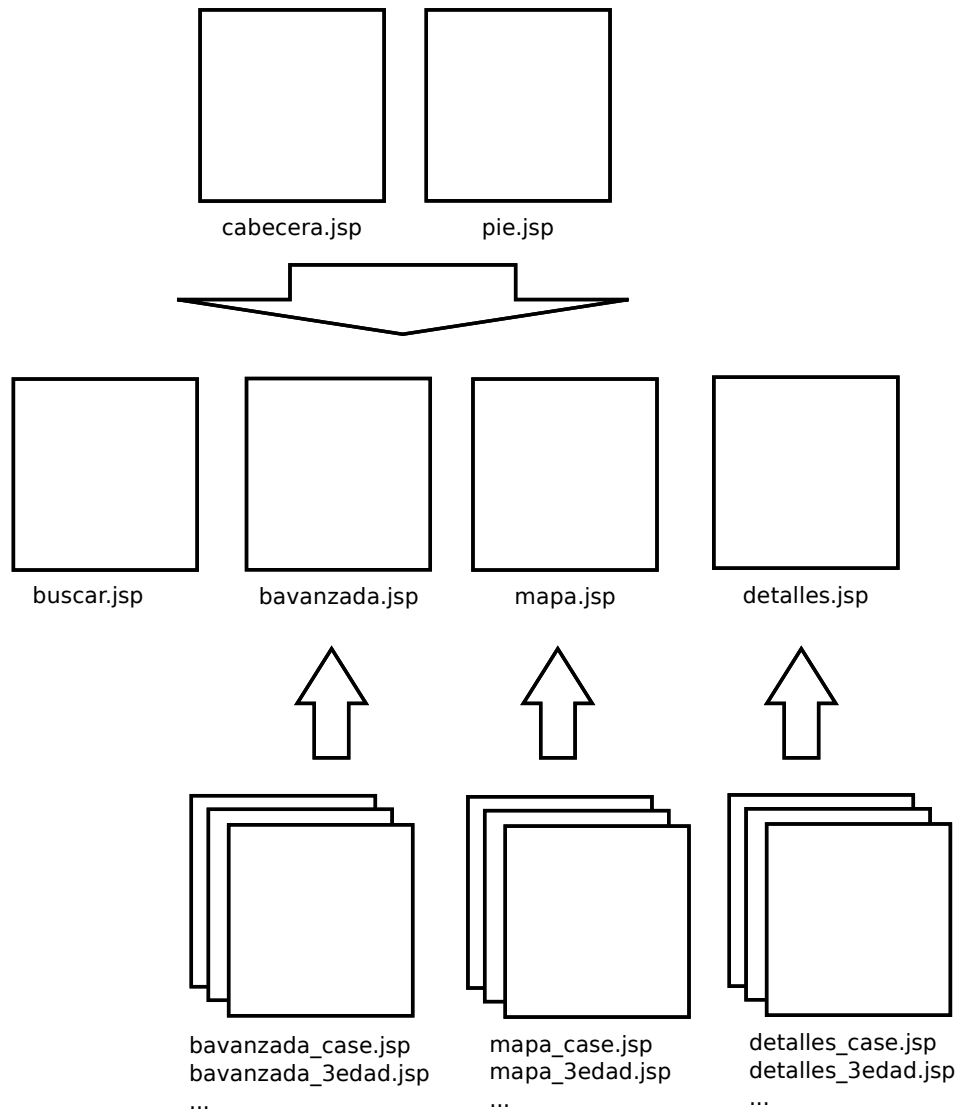 cabecera.jsp
pie.jsp
buscar.jsp
bavanzada.jsp
mapa.jsp
detalles.jsp
bavanzada_case.jsp
bavanzada_3edad.jsp
...
mapa_case.jsp
mapa_3edad.jsp
...
detalles_case.jsp
detalles_3edad.jsp
...